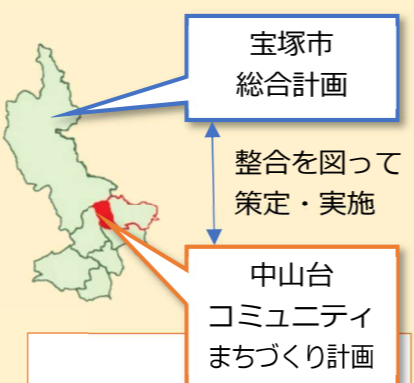 宝塚市
総合計画
整合を図って
策定・実施
中山台
コミュニティ
まちづくり計画